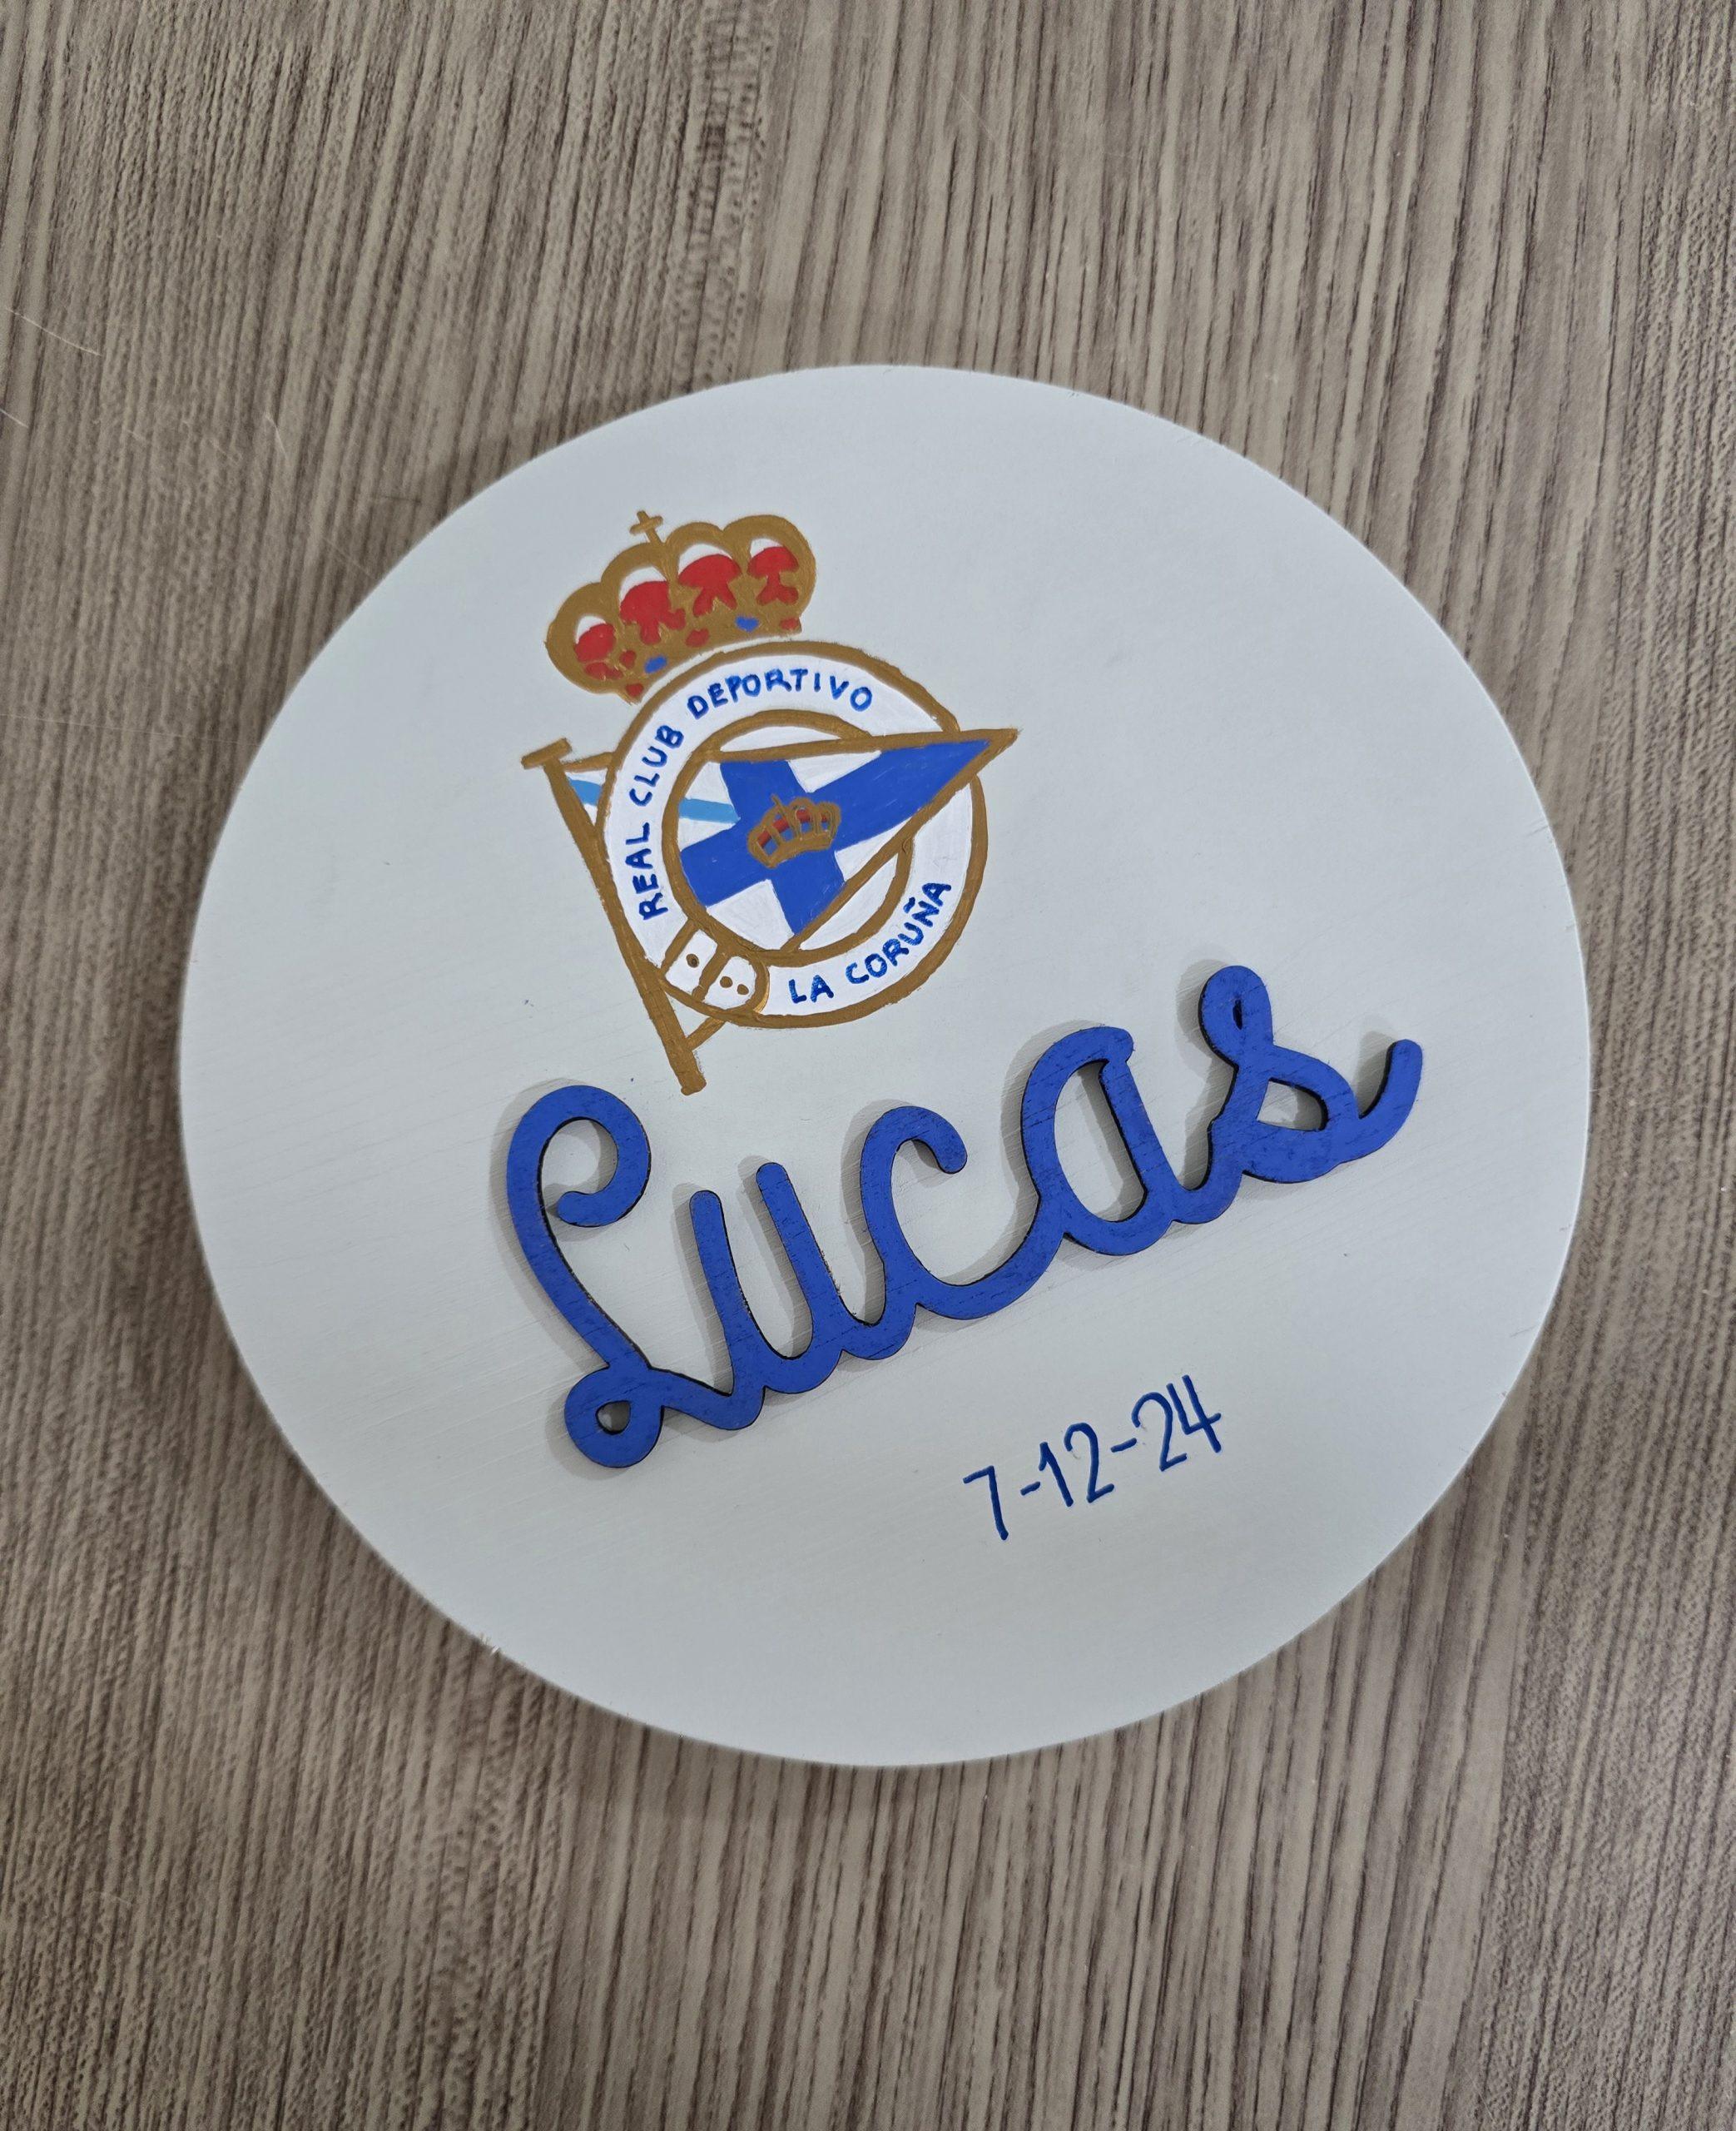 REAL CLUB DEPORTIVO
LA CORUÑA
Lucas
7-12-24